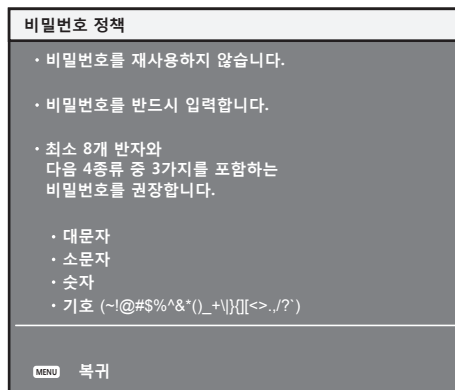 비밀번호 정책
・비밀번호를 재사용하지 않습니다.
・비밀번호를 반드시 입력합니다.
・최소 8개 반자와
다음 4종류 중 3가지를 포함하는
비밀번호를 권장합니다.
・대문자
・소문자
・숫자
・기호 (~!@#$%^&*()_+\|}{][<>.,/?`)
MENU 복귀